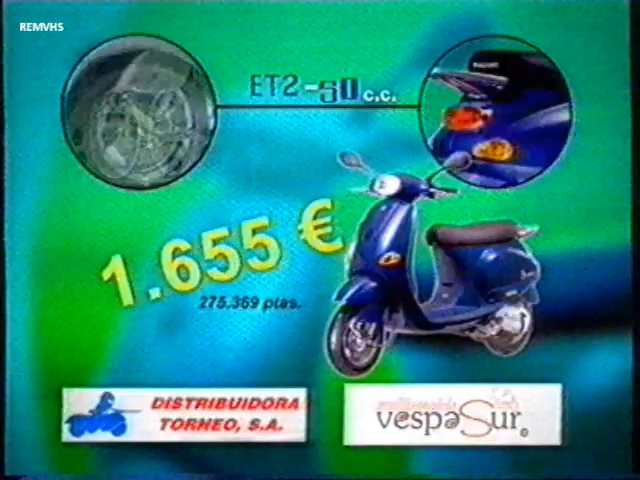 REMVHS
ET2-50 c.c.
1.655 €
275.369 ptas.
DISTRIBUIDORA
TORNEO, S.A.
vespaSur